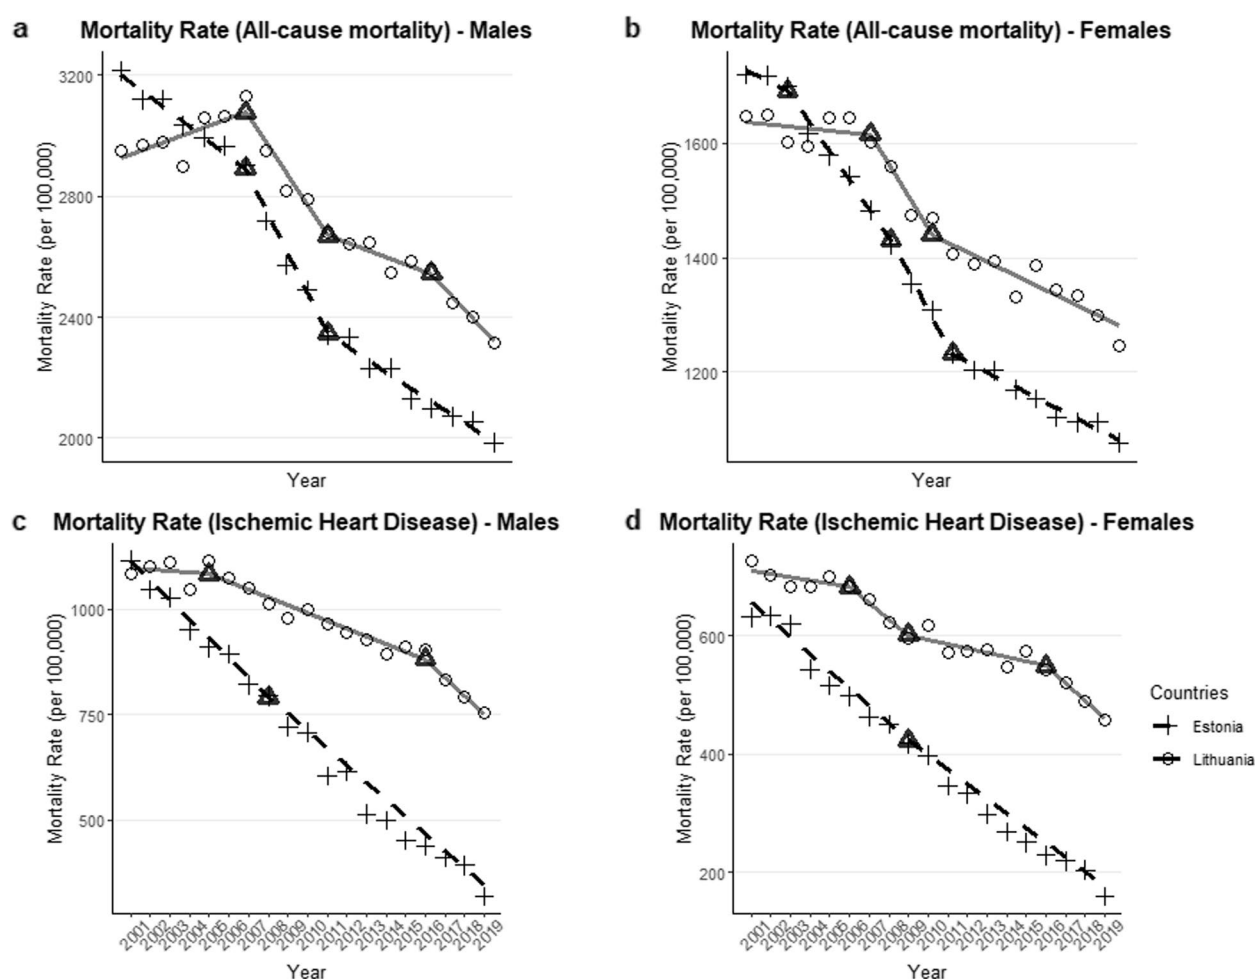 a Mortality Rate (All-cause mortality) - Males
Mortality Rate (per 100,000)
3200
2800
2400
2000
Year
b Mortality Rate (All-cause mortality) - Females
Mortality Rate (per 100,000)
1600
1400
1200
Year
c Mortality Rate (Ischemic Heart Disease) - Males
Mortality Rate (per 100,000)
1000
750
500
2001 2002 2003 2004 2005 2006 2007 2008 2009 2010 2011 2012 2013 2014 2015 2016 2017 2018 2019
Year
d Mortality Rate (Ischemic Heart Disease) - Females
Mortality Rate (per 100,000)
600
400
200
2001 2002 2003 2004 2005 2006 2007 2008 2009 2010 2011 2012 2013 2014 2015 2016 2017 2018 2019
Year
Countries
Estonia
Lithuania